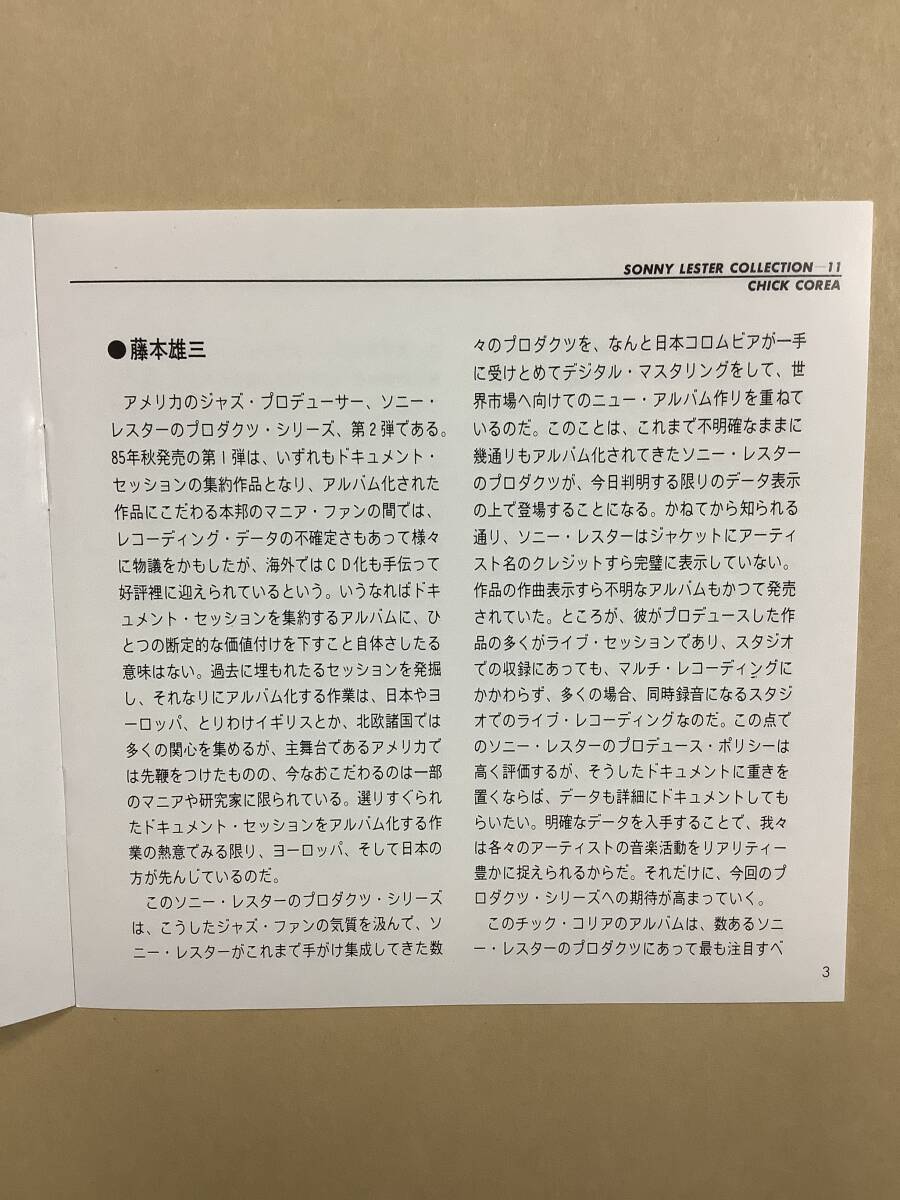 SONNY LESTER COLLECTION—11
CHICK COREA
●藤本雄三
アメリカのジャズ・プロデューサー、ソニー・
レスターのプロダクツ・シリーズ、第2弾である。
85年秋発売の第1弾は、いずれもドキュメント・
セッションの集約作品となり、アルバム化された
作品にこだわる本邦のマニア・ファンの間では、
レコーディング・データの不確定さもあって様々
に物議をかもしたが、海外ではCD化も手伝って
好評裡に迎えられているという。いうなればドキ
ュメント・セッションを集約するアルバムに、ひ
とつの断定的な価値付けを下すこと自体さしたる
意味はない。過去に埋もれたるセッションを発掘
し、それなりにアルバム化する作業は、日本やヨ
ーロッパ、とりわけイギリスとか、北欧諸国では
多くの関心を集めるが、主舞台であるアメリカで
は先鞭をつけたものの、今なおこだわるのは一部
のマニアや研究家に限られている。選りすぐられ
たドキュメント・セッションをアルバム化する作
業の熱意でみる限り、ヨーロッパ、そして日本の
方が先んじているのだ。
このソニー・レスターのプロダクツ・シリーズ
は、こうしたジャズ・ファンの気質を汲んで、ソ
ニー・レスターがこれまで手がけ集成してきた数
々のプロダクツを、なんと日本コロムビアが一手
に受けとめてデジタル・マスタリングをして、世
界市場へ向けてのニュー・アルバム作りを重ねて
いるのだ。このことは、これまで不明確なままに
幾通りもアルバム化されてきたソニー・レスター
のプロダクツが、今日判明する限りのデータ表示
の上で登場することになる。かねてから知られる
通り、ソニー・レスターはジャケットにアーティ
スト名のクレジットすら完璧に表示していない。
作品の作曲表示すら不明なアルバムもかつて発売
されていた。ところが、彼がプロデュースした作
品の多くがライブ・セッションであり、スタジオ
での収録にあっても、マルチ・レコーディングに
かかわらず、多くの場合、同時録音になるスタジ
オでのライブ・レコーディングなのだ。この点で
のソニー・レスターのプロデュース・ポリシーは
高く評価するが、そうしたドキュメントに重きを
置くならば、データも詳細にドキュメントしても
らいたい。明確なデータを入手することで、我々
は各々のアーティストの音楽活動をリアリティー
豊かに捉えられるからだ。それだけに、今回のプ
ロダクツ・シリーズへの期待が高まっていく。
このチック・コリアのアルバムは、数あるソニ
ー・レスターのプロダクツにあって最も注目すべ
3